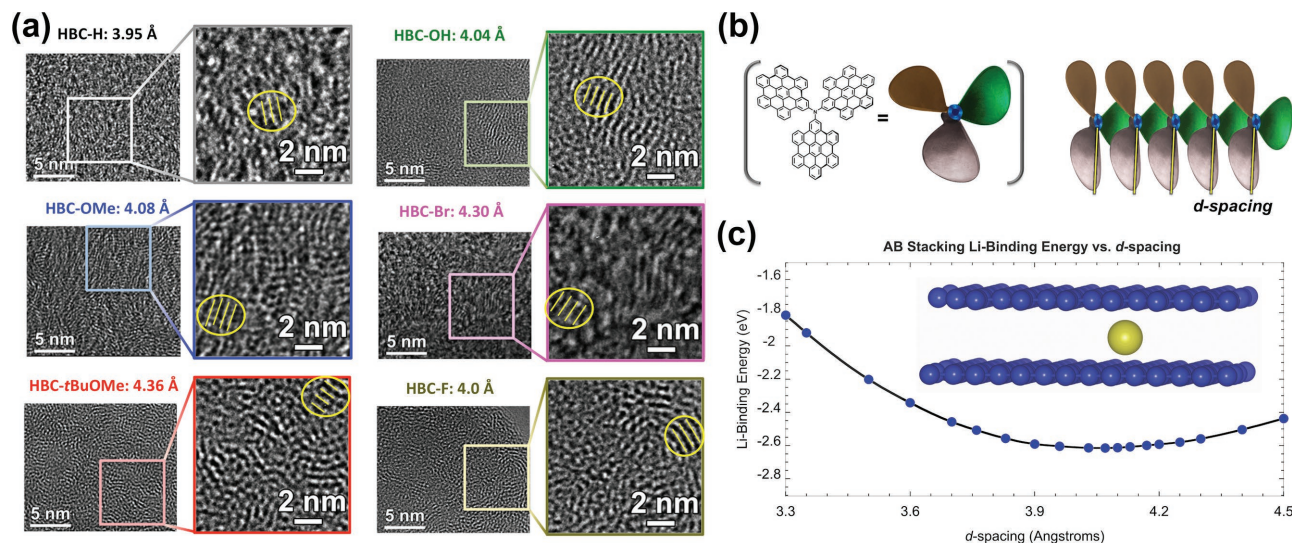 (a)
HBC-H: 3.95 Å
5 nm
2 nm
HBC-OH: 4.04 Å
5 nm
2 nm
HBC-OMe: 4.08 Å
5 nm
2 nm
HBC-Br: 4.30 Å
5 nm
2 nm
HBC-tBuOMe: 4.36 Å
5 nm
2 nm
HBC-F: 4.0 Å
5 nm
2 nm
(b)
N
=
d-spacing
(c)
AB Stacking Li-Binding Energy vs. d-spacing
Li-Binding Energy (eV)
-1.6
-1.8
-2
-2.2
-2.4
-2.6
-2.8
3.3
3.6
3.9
4.2
4.5
d-spacing (Angstroms)